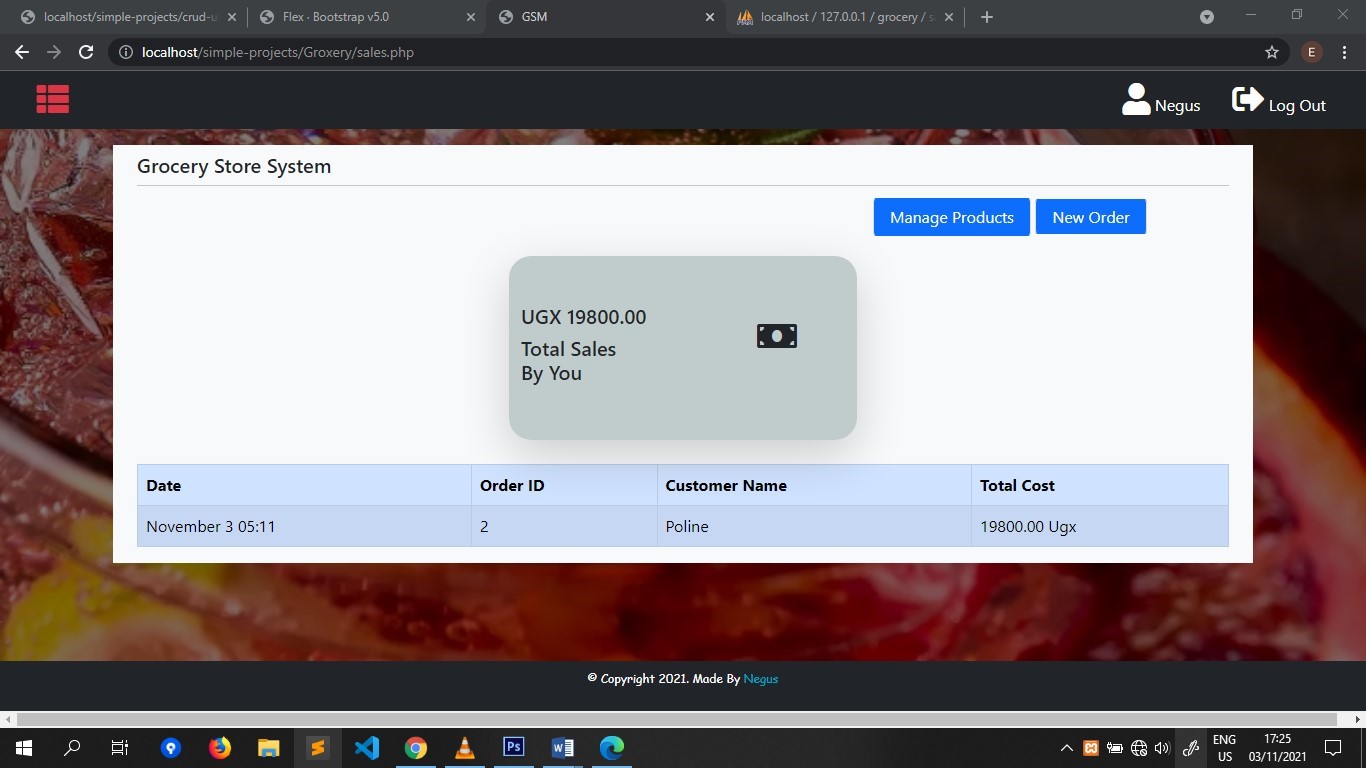 localhost/simple-projects/crud-u
Flex · Bootstrap v5.0
GSM
localhost / 127.0.0.1 / grocery / s
localhost/simple-projects/Groxery/sales.php
E
Negus
Log Out
Grocery Store System
Manage Products
New Order
UGX 19800.00
Total Sales
By You
Date Order ID Customer Name Total Cost
November 3 05:11 2 Poline 19800.00 Ugx
© Copyright 2021. Made By Negus
Ps
W
ENG
US
17:25
03/11/2021